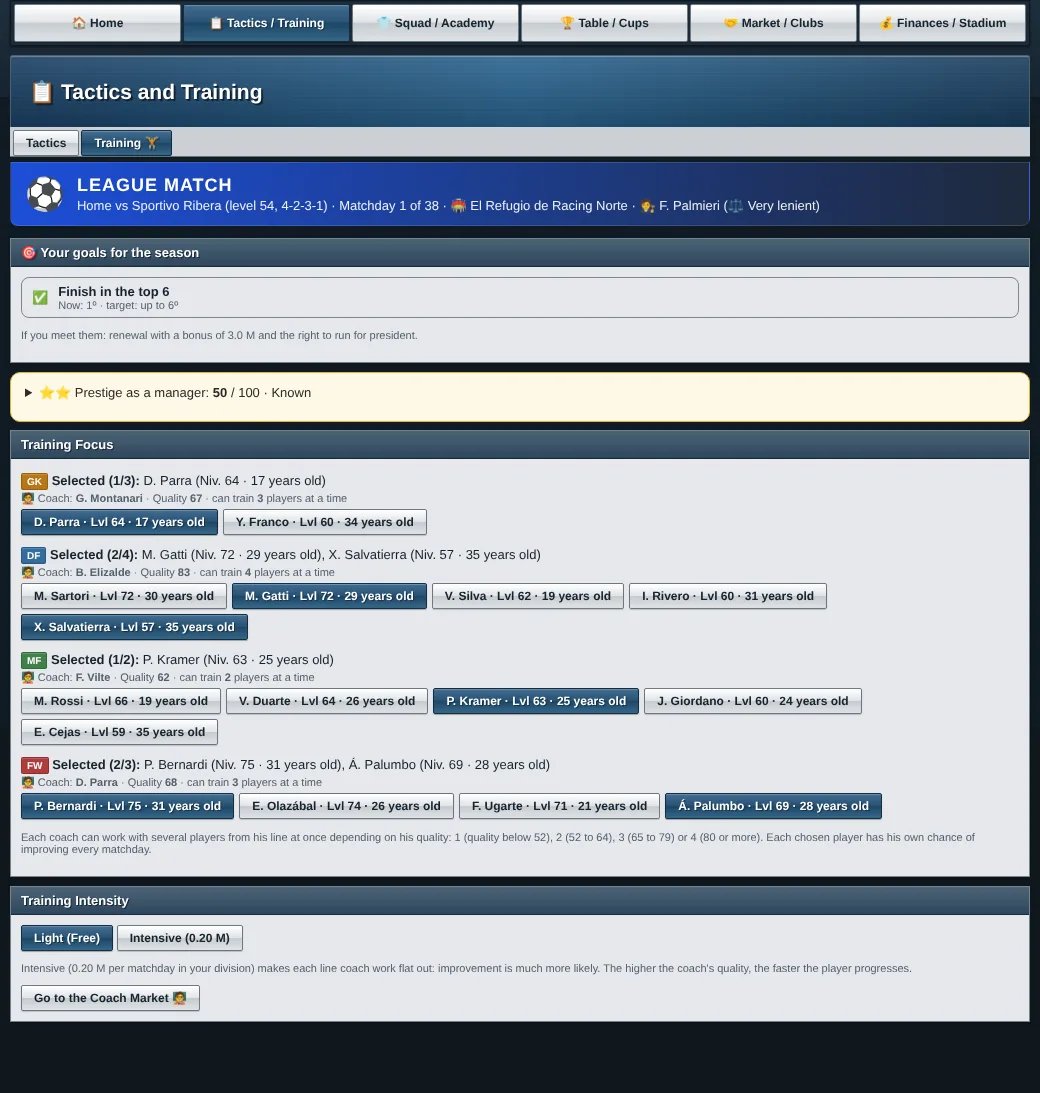 🏠 Home
📋 Tactics / Training
👕 Squad / Academy
🏆 Table / Cups
🤝 Market / Clubs
💰 Finances / Stadium
📋 Tactics and Training
Tactics
Training 🏋️
LEAGUE MATCH
Home vs Sportivo Ribera (level 54, 4-2-3-1) · Matchday 1 of 38 · 🏟️ El Refugio de Racing Norte · 🧑‍⚖️ F. Palmieri (⚖️ Very lenient)
🎯 Your goals for the season
✅ Finish in the top 6
Now: 1º · target: up to 6º
If you meet them: renewal with a bonus of 3.0 M and the right to run for president.
▶ ⭐⭐ Prestige as a manager: 50 / 100 · Known
Training Focus
GK Selected (1/3): D. Parra (Niv. 64 · 17 years old)
🧑‍🏫 Coach: G. Montanari · Quality 67 · can train 3 players at a time
D. Parra · Lvl 64 · 17 years old
Y. Franco · Lvl 60 · 34 years old
DF Selected (2/4): M. Gatti (Niv. 72 · 29 years old), X. Salvatierra (Niv. 57 · 35 years old)
🧑‍🏫 Coach: B. Elizalde · Quality 83 · can train 4 players at a time
M. Sartori · Lvl 72 · 30 years old
M. Gatti · Lvl 72 · 29 years old
V. Silva · Lvl 62 · 19 years old
I. Rivero · Lvl 60 · 31 years old
X. Salvatierra · Lvl 57 · 35 years old
MF Selected (1/2): P. Kramer (Niv. 63 · 25 years old)
🧑‍🏫 Coach: F. Vilte · Quality 62 · can train 2 players at a time
M. Rossi · Lvl 66 · 19 years old
V. Duarte · Lvl 64 · 26 years old
P. Kramer · Lvl 63 · 25 years old
J. Giordano · Lvl 60 · 24 years old
E. Cejas · Lvl 59 · 35 years old
FW Selected (2/3): P. Bernardi (Niv. 75 · 31 years old), Á. Palumbo (Niv. 69 · 28 years old)
🧑‍🏫 Coach: D. Parra · Quality 68 · can train 3 players at a time
P. Bernardi · Lvl 75 · 31 years old
E. Olazábal · Lvl 74 · 26 years old
F. Ugarte · Lvl 71 · 21 years old
Á. Palumbo · Lvl 69 · 28 years old
Each coach can work with several players from his line at once depending on his quality: 1 (quality below 52), 2 (52 to 64), 3 (65 to 79) or 4 (80 or more). Each chosen player has his own chance of
improving every matchday.
Training Intensity
Light (Free)
Intensive (0.20 M)
Intensive (0.20 M per matchday in your division) makes each line coach work flat out: improvement is much more likely. The higher the coach's quality, the faster the player progresses.
Go to the Coach Market 🧑‍🏫